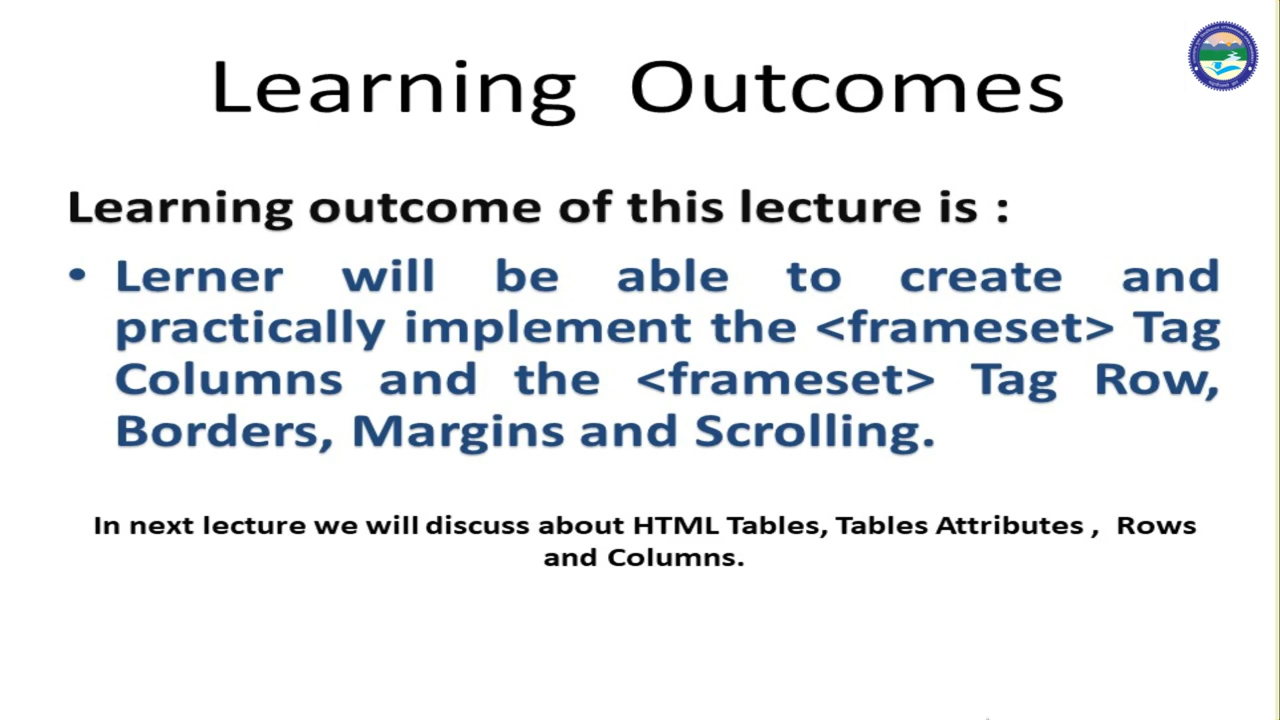 Learning Outcomes
Learning outcome of this lecture is :
• Lerner will be able to create and
practically implement the <frameset> Tag
Columns and the <frameset> Tag Row,
Borders, Margins and Scrolling.
In next lecture we will discuss about HTML Tables, Tables Attributes , Rows
and Columns.